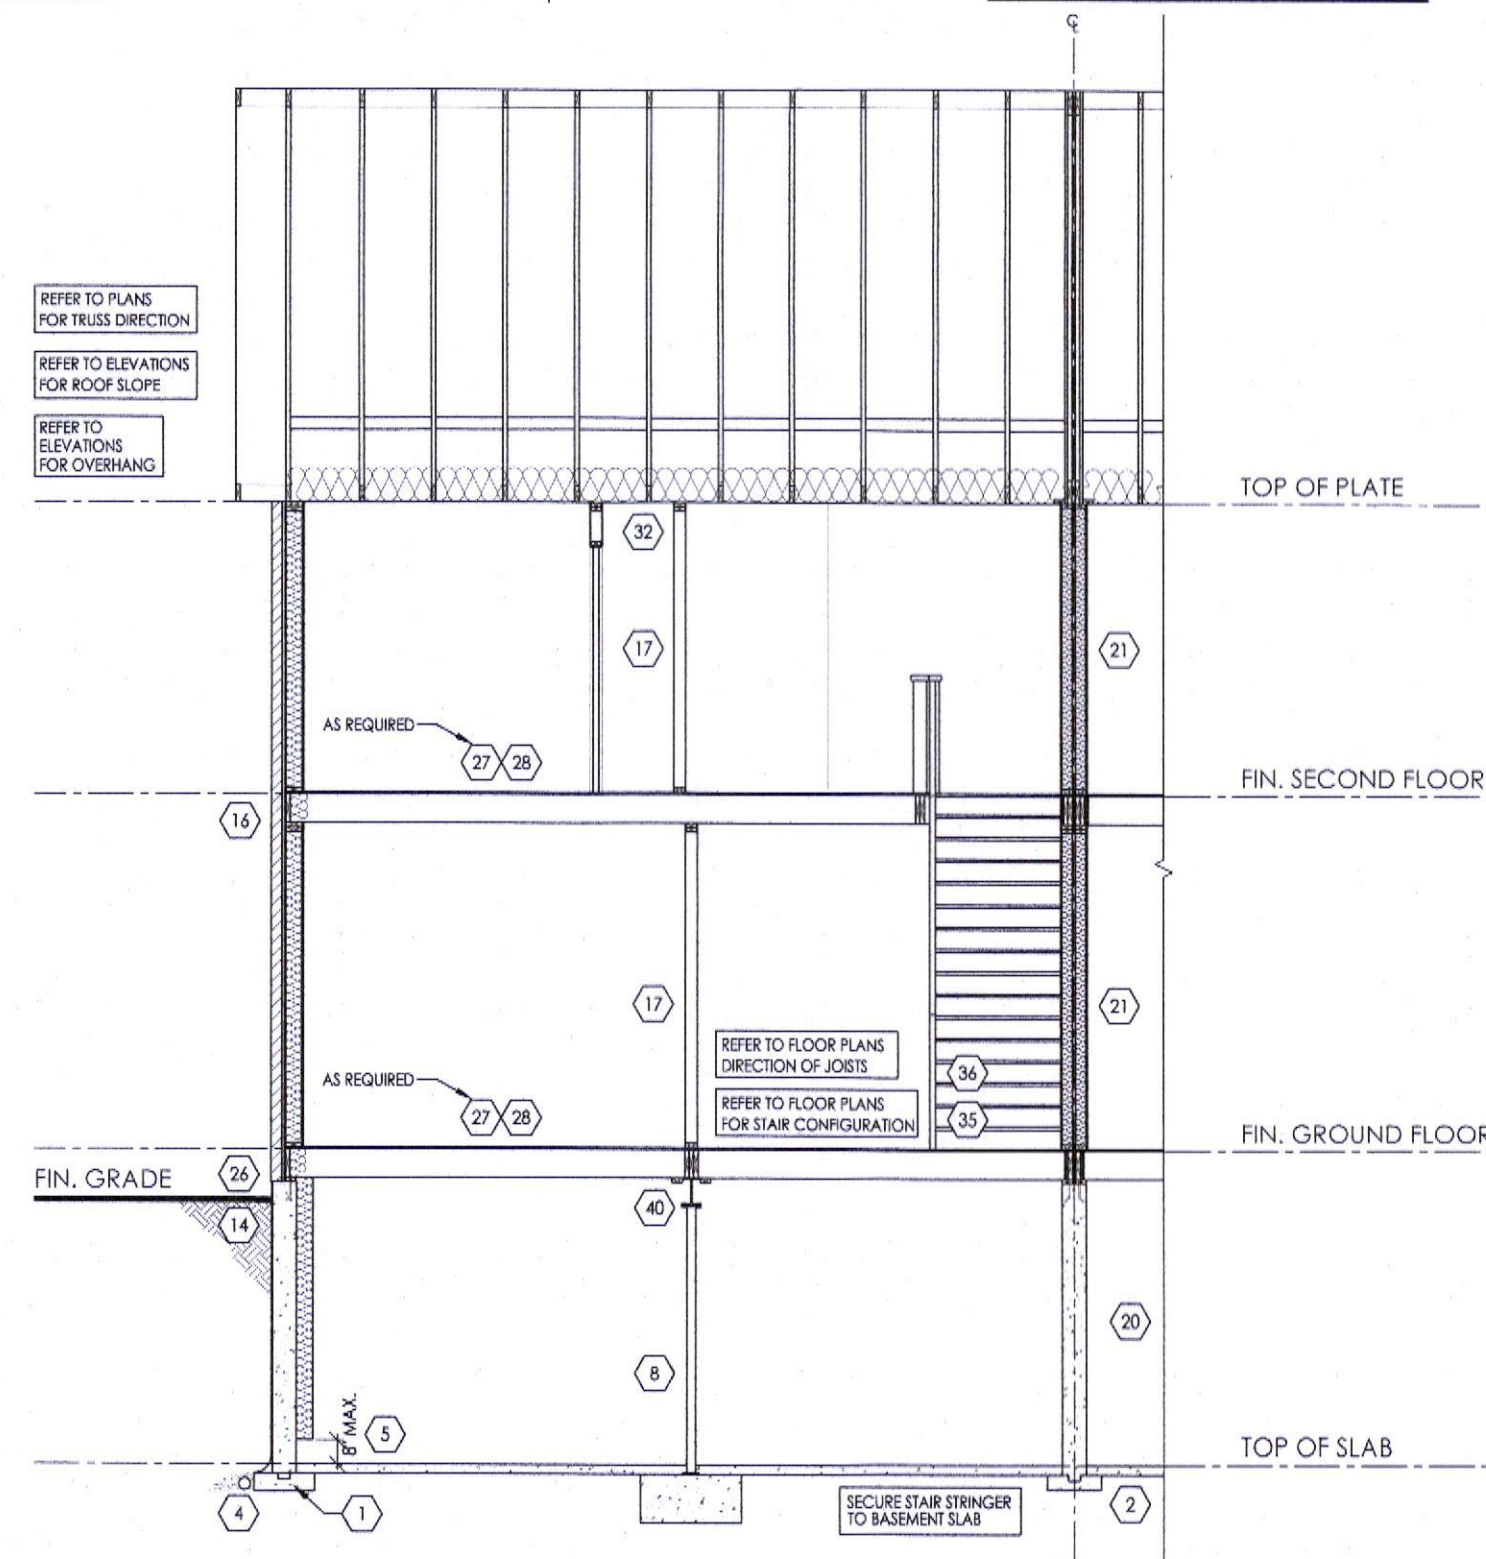 ℄
REFER TO PLANS
FOR TRUSS DIRECTION
REFER TO ELEVATIONS
FOR ROOF SLOPE
REFER TO
ELEVATIONS
FOR OVERHANG
TOP OF PLATE
32
17
21
AS REQUIRED
27 28
FIN. SECOND FLOOR
16
17
21
REFER TO FLOOR PLANS
DIRECTION OF JOISTS
36
AS REQUIRED
27 28
REFER TO FLOOR PLANS
FOR STAIR CONFIGURATION
35
FIN. GROUND FLOOR
FIN. GRADE
26
14
40
20
8
8" MAX.
5
TOP OF SLAB
4
1
SECURE STAIR STRINGER
TO BASEMENT SLAB
2